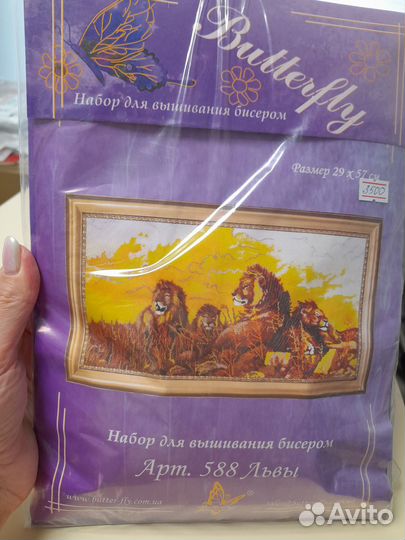 Butterfly
Набор для вышивания бисером
Размер 29 x 57 см
3500
Набор для вышивания бисером
Арт. 588 Львы
www.butter-fly.com.ua
Avito